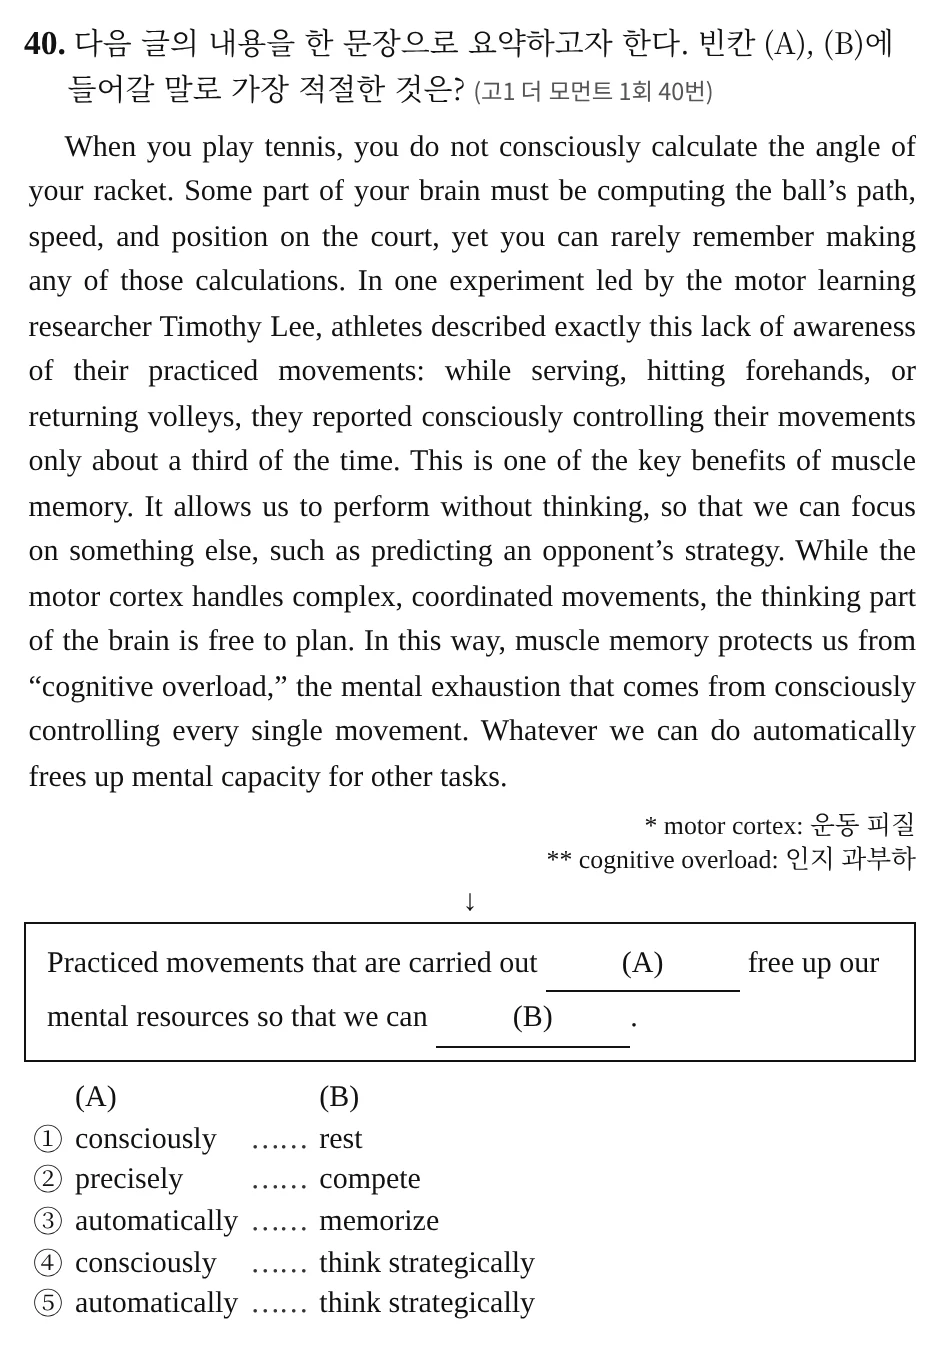 40. 다음 글의 내용을 한 문장으로 요약하고자 한다. 빈칸 (A), (B)에
들어갈 말로 가장 적절한 것은? (고1 더 모먼트 1회 40번)
When you play tennis, you do not consciously calculate the angle of
your racket. Some part of your brain must be computing the ball’s path,
speed, and position on the court, yet you can rarely remember making
any of those calculations. In one experiment led by the motor learning
researcher Timothy Lee, athletes described exactly this lack of awareness
of their practiced movements: while serving, hitting forehands, or
returning volleys, they reported consciously controlling their movements
only about a third of the time. This is one of the key benefits of muscle
memory. It allows us to perform without thinking, so that we can focus
on something else, such as predicting an opponent’s strategy. While the
motor cortex handles complex, coordinated movements, the thinking part
of the brain is free to plan. In this way, muscle memory protects us from
“cognitive overload,” the mental exhaustion that comes from consciously
controlling every single movement. Whatever we can do automatically
frees up mental capacity for other tasks.
* motor cortex: 운동 피질
** cognitive overload: 인지 과부하
↓
Practiced movements that are carried out (A) free up our
mental resources so that we can (B).
(A) (B)
① consciously …… rest
② precisely …… compete
③ automatically …… memorize
④ consciously …… think strategically
⑤ automatically …… think strategically